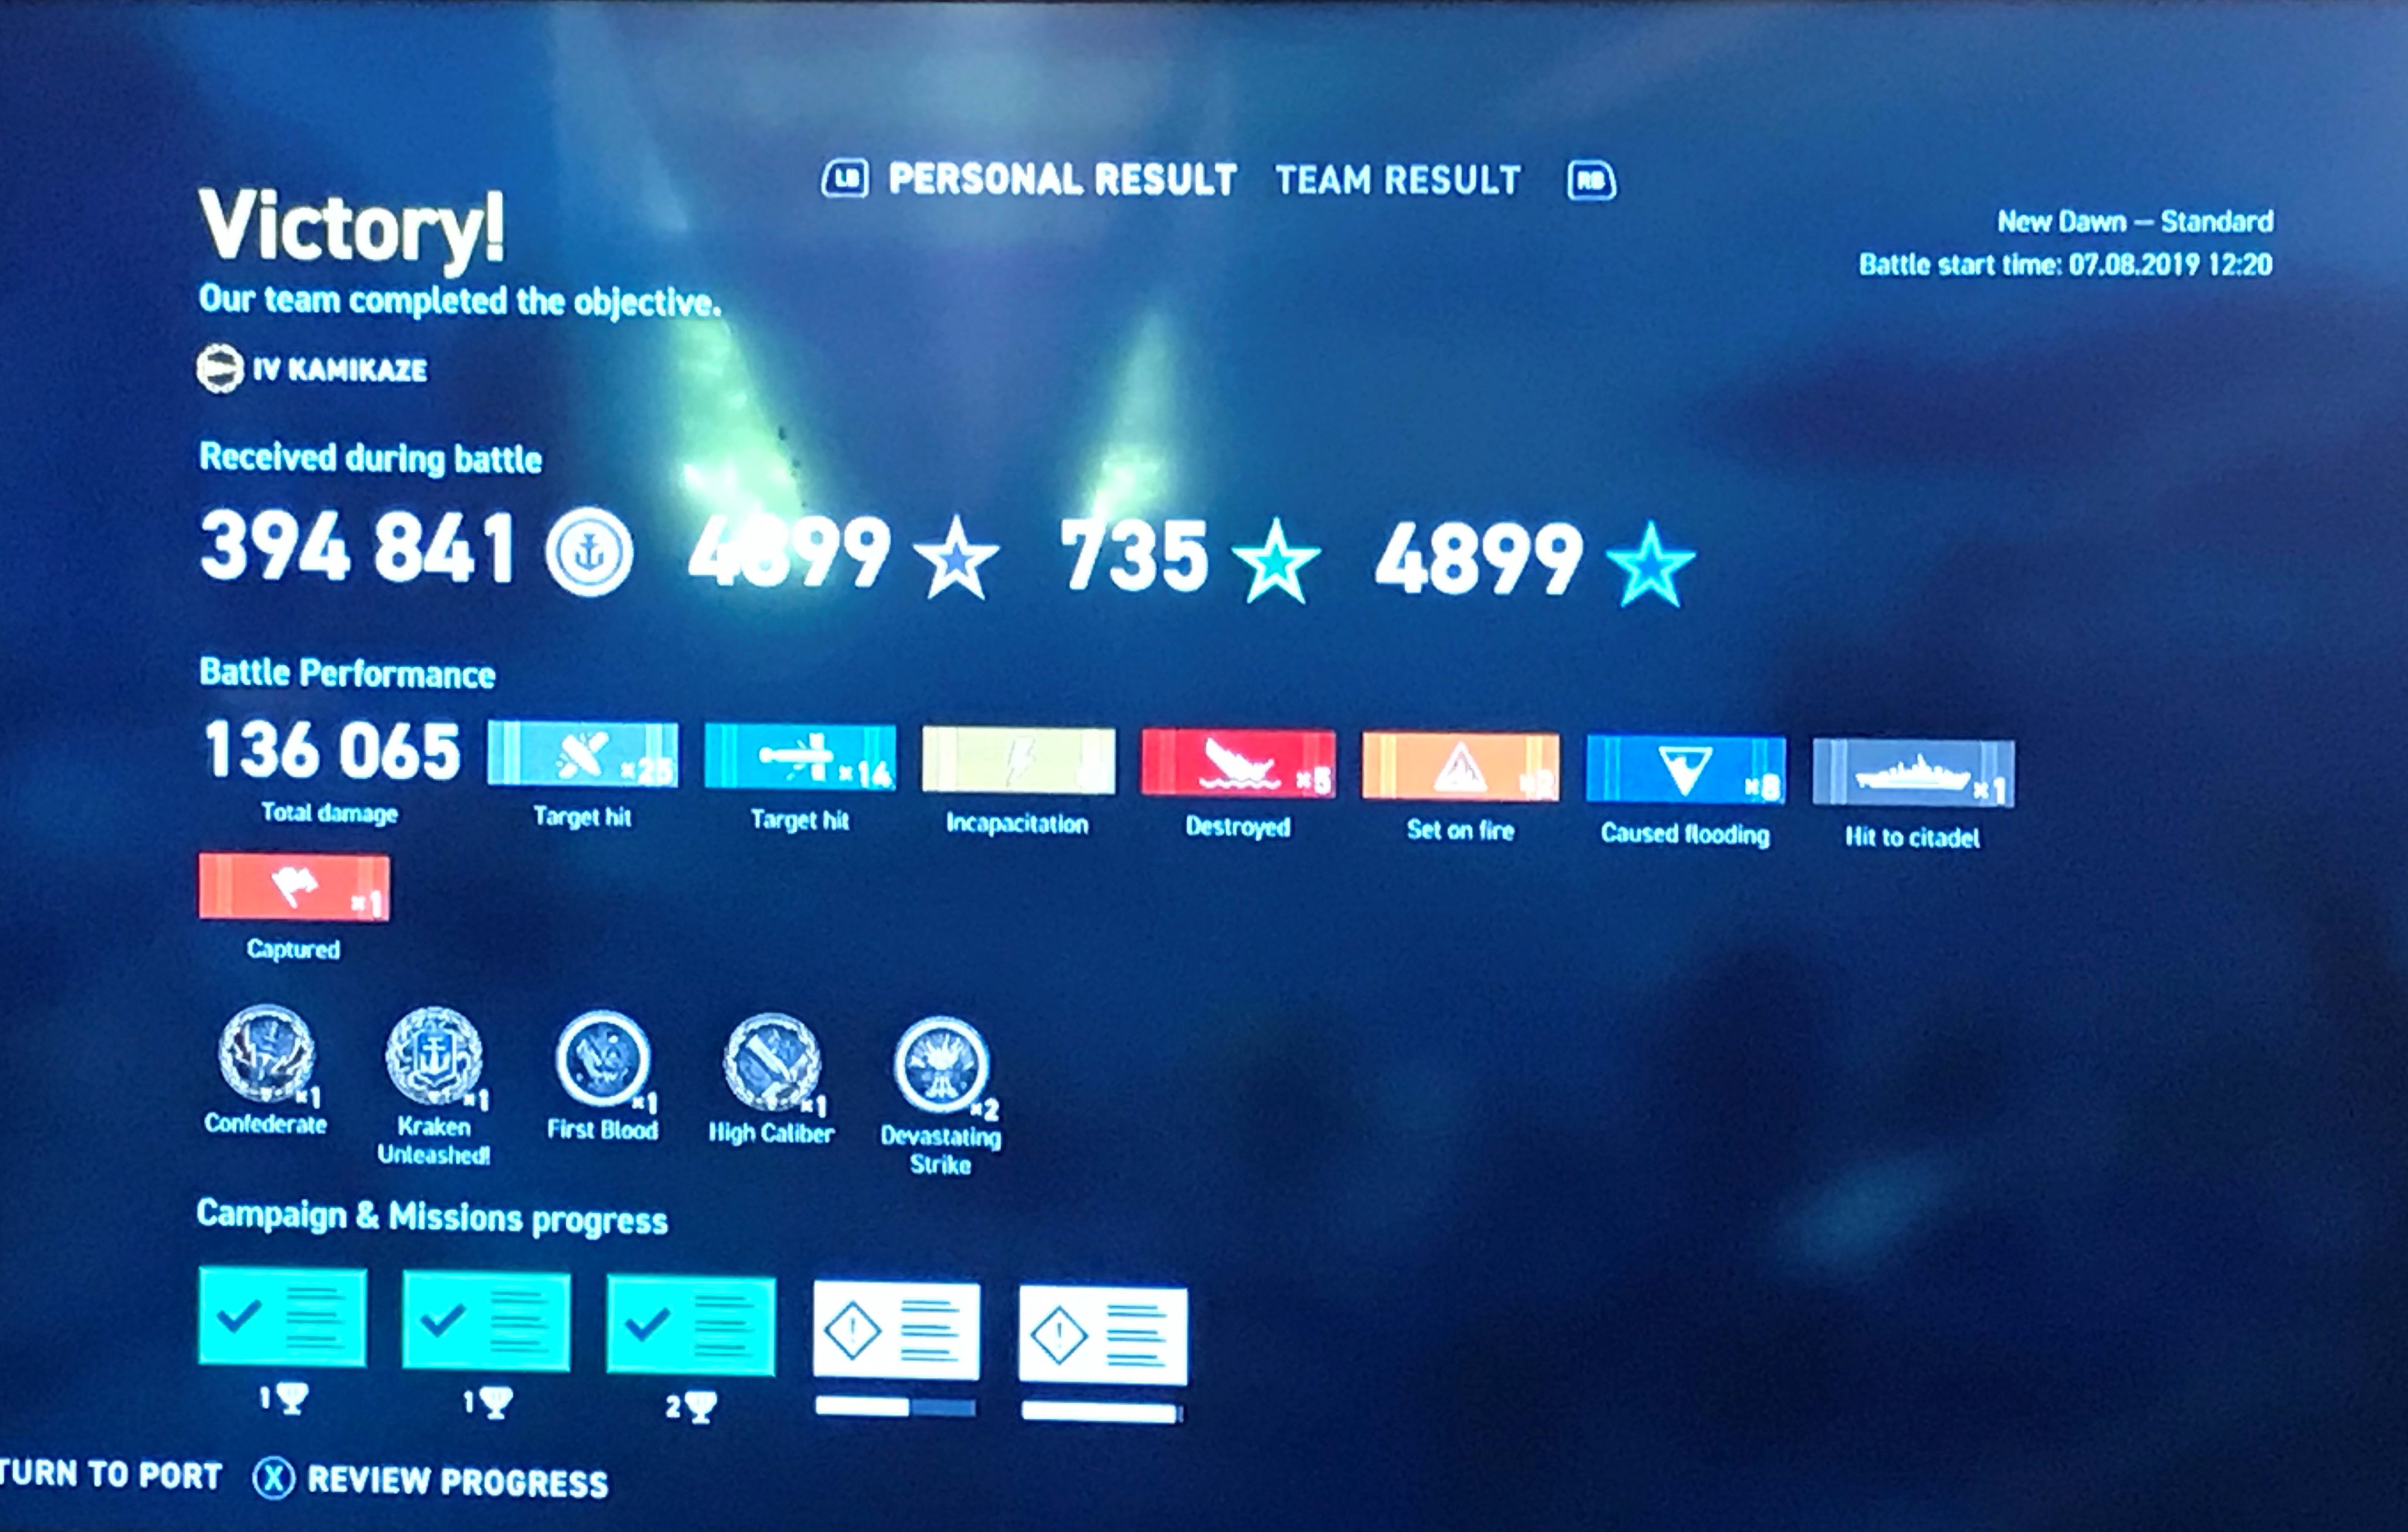 LB PERSONAL RESULT TEAM RESULT RB
Victory!
New Dawn – Standard
Our team completed the objective.
Battle start time: 07.08.2019 12:20
IV KAMIKAZE
Received during battle
394 841 4899 735 4899
Battle Performance
136 065 ×25 ×14 ×5 ×2 ×8 ×1
Total damage Target hit Target hit Incapacitation Destroyed Set on fire Caused flooding Hit to citadel
×1
Captured
×1 ×1 ×1 ×1 ×2
Confederate Kraken Unleashed! First Blood High Caliber Devastating Strike
Campaign & Missions progress
1 1 2
TURN TO PORT X REVIEW PROGRESS